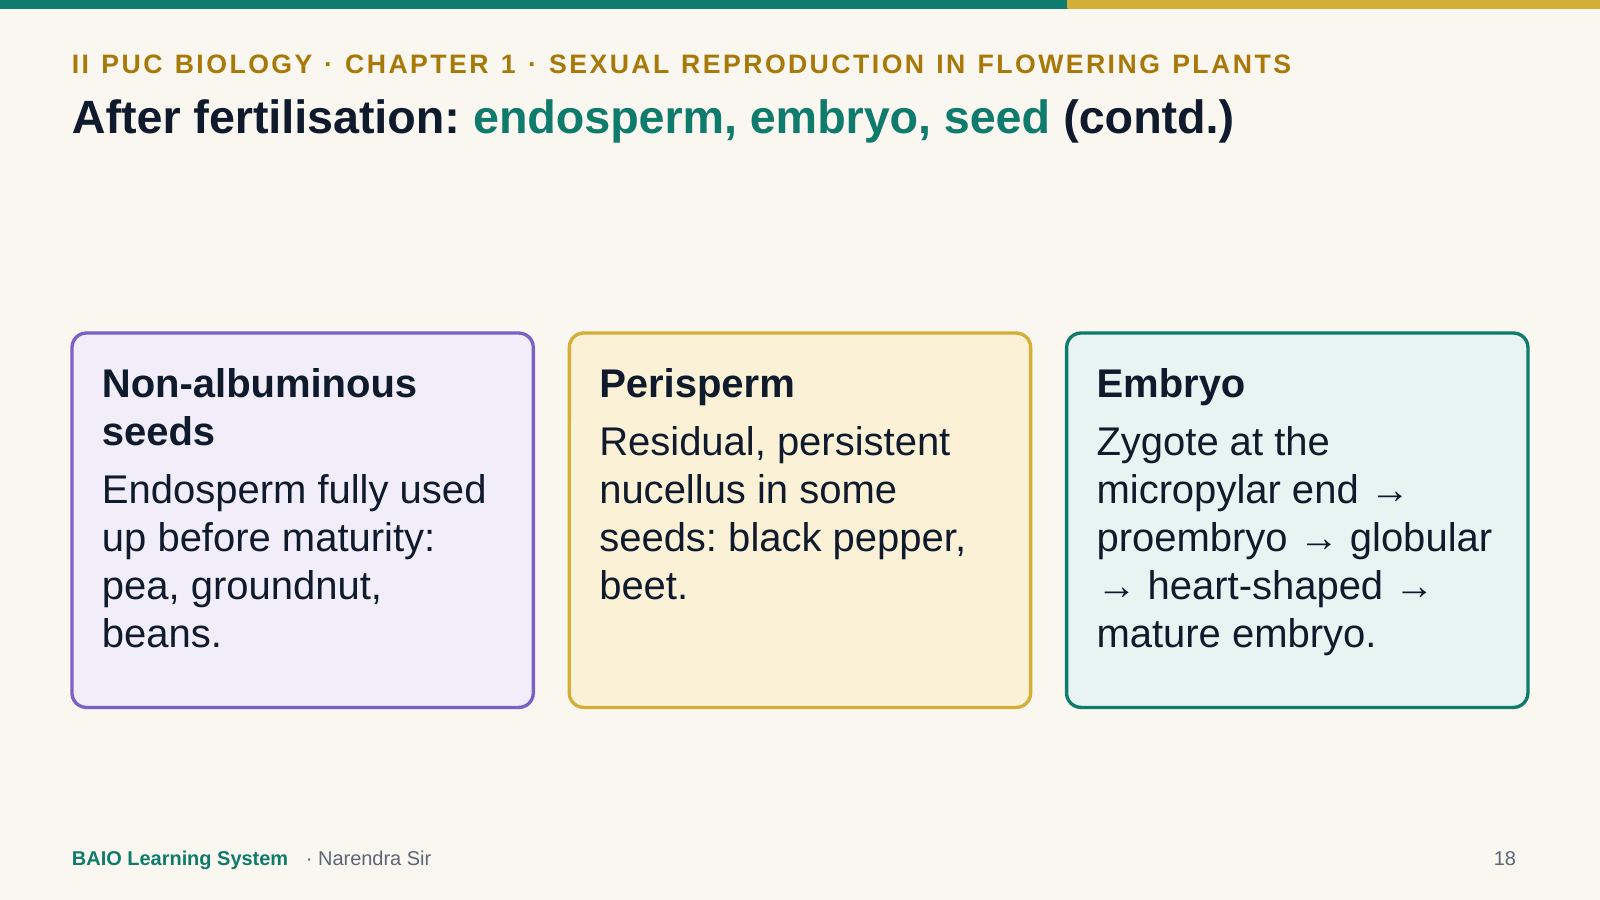 II PUC BIOLOGY · CHAPTER 1 · SEXUAL REPRODUCTION IN FLOWERING PLANTS
After fertilisation: endosperm, embryo, seed (contd.)
Non-albuminous
seeds
Endosperm fully used
up before maturity:
pea, groundnut,
beans.
Perisperm
Residual, persistent
nucellus in some
seeds: black pepper,
beet.
Embryo
Zygote at the
micropylar end →
proembryo → globular
→ heart-shaped →
mature embryo.
BAIO Learning System · Narendra Sir
18